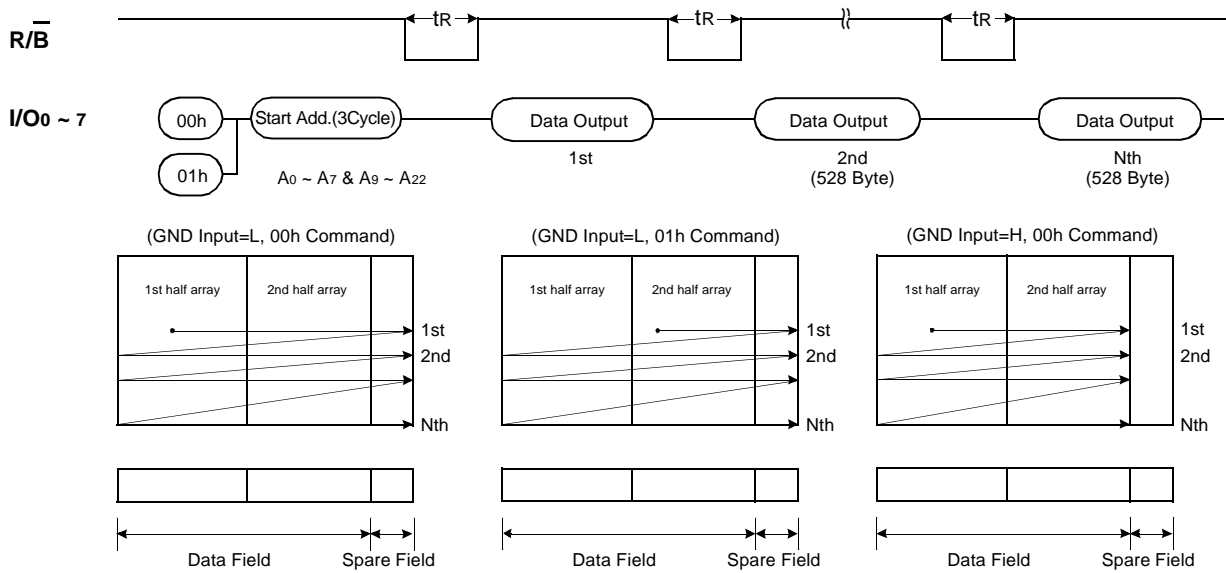 tR tR tR
R/B
I/O0 ~ 7
00h Start Add.(3Cycle) Data Output Data Output Data Output
01h
A0 ~ A7 & A9 ~ A22
1st 2nd Nth
(528 Byte) (528 Byte)
(GND Input=L, 00h Command) (GND Input=L, 01h Command) (GND Input=H, 00h Command)
1st half array 2nd half array 1st half array 2nd half array 1st half array 2nd half array
1st 1st 1st
2nd 2nd 2nd
Nth Nth Nth
Data Field Spare Field Data Field Spare Field Data Field Spare Field